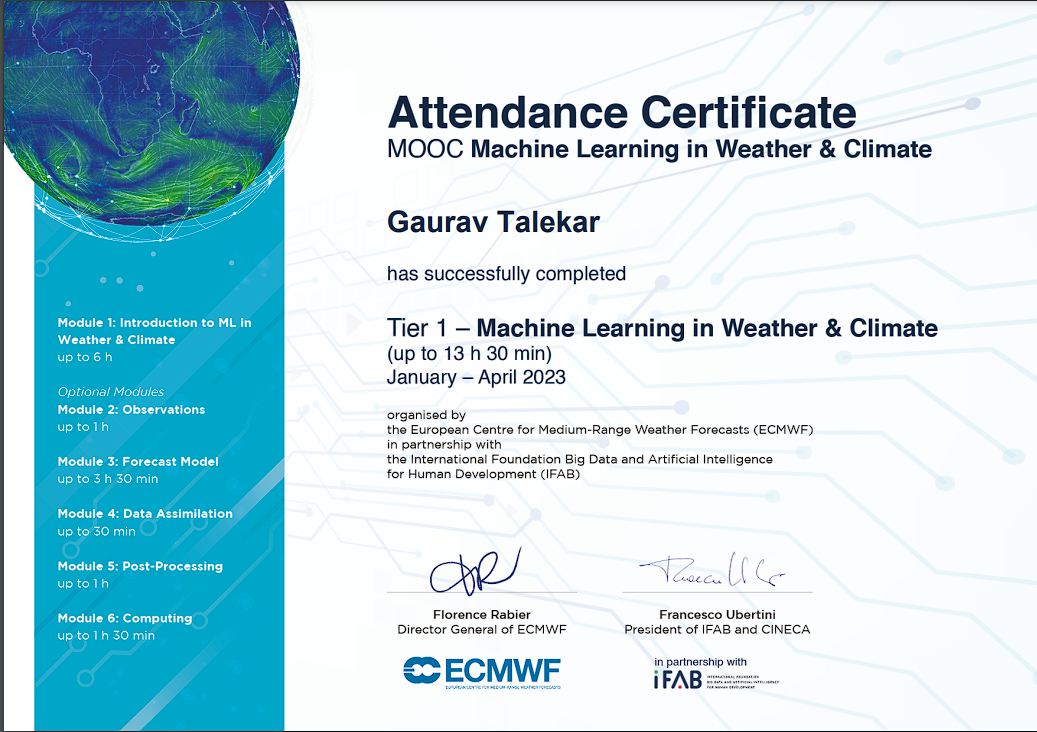 Attendance Certificate
MOOC Machine Learning in Weather & Climate
Gaurav Talekar
has successfully completed
Tier 1 – Machine Learning in Weather & Climate
(up to 13 h 30 min)
January – April 2023
organised by
the European Centre for Medium-Range Weather Forecasts (ECMWF)
in partnership with
the International Foundation Big Data and Artificial Intelligence
for Human Development (IFAB)
Module 1: Introduction to ML in
Weather & Climate
up to 6 h
Optional Modules
Module 2: Observations
up to 1 h
Module 3: Forecast Model
up to 3 h 30 min
Module 4: Data Assimilation
up to 30 min
Module 5: Post-Processing
up to 1 h
Module 6: Computing
up to 1 h 30 min
Florence Rabier
Director General of ECMWF
Francesco Ubertini
President of IFAB and CINECA
ECMWF
EUROPEAN CENTRE FOR MEDIUM-RANGE WEATHER FORECASTS
in partnership with
iFAB
INTERNATIONAL FOUNDATION
BIG DATA AND ARTIFICIAL INTELLIGENCE
FOR HUMAN DEVELOPMENT